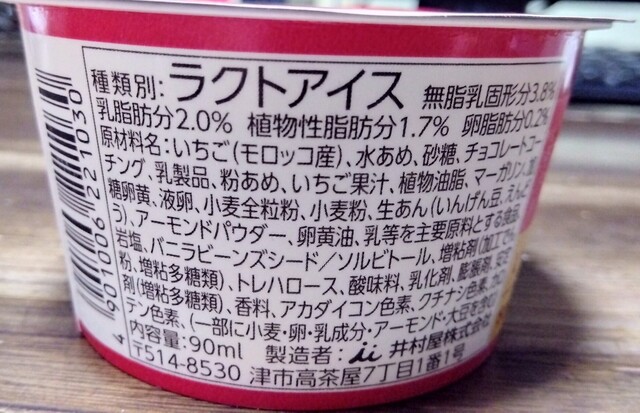 種類別:ラクトアイス 無脂乳固形分3.8%
乳脂肪分2.0% 植物性脂肪分1.7% 卵脂肪分0.2%
原材料名:いちご(モロッコ産)、水あめ、砂糖、チョコレートコー
チング、乳製品、粉あめ、いちご果汁、植物油脂、マーガリン、加
糖卵黄、液卵、小麦全粒粉、小麦粉、生あん(いんげん豆、えんど
う)、アーモンドパウダー、卵黄油、乳等を主要原料とする食品、
岩塩、バニラビーンズシード/ソルビトール、増粘剤(加工でん
粉、増粘多糖類)、トレハロース、酸味料、乳化剤、膨脹剤、安定
剤(増粘多糖類)、香料、アカダイコン色素、クチナシ色素、カロ
テン色素、(一部に小麦・卵・乳成分・アーモンド・大豆を含む)
内容量:90ml 製造者: 井村屋株式会社
〒514-8530 津市高茶屋7丁目1番1号
4 901006 221030